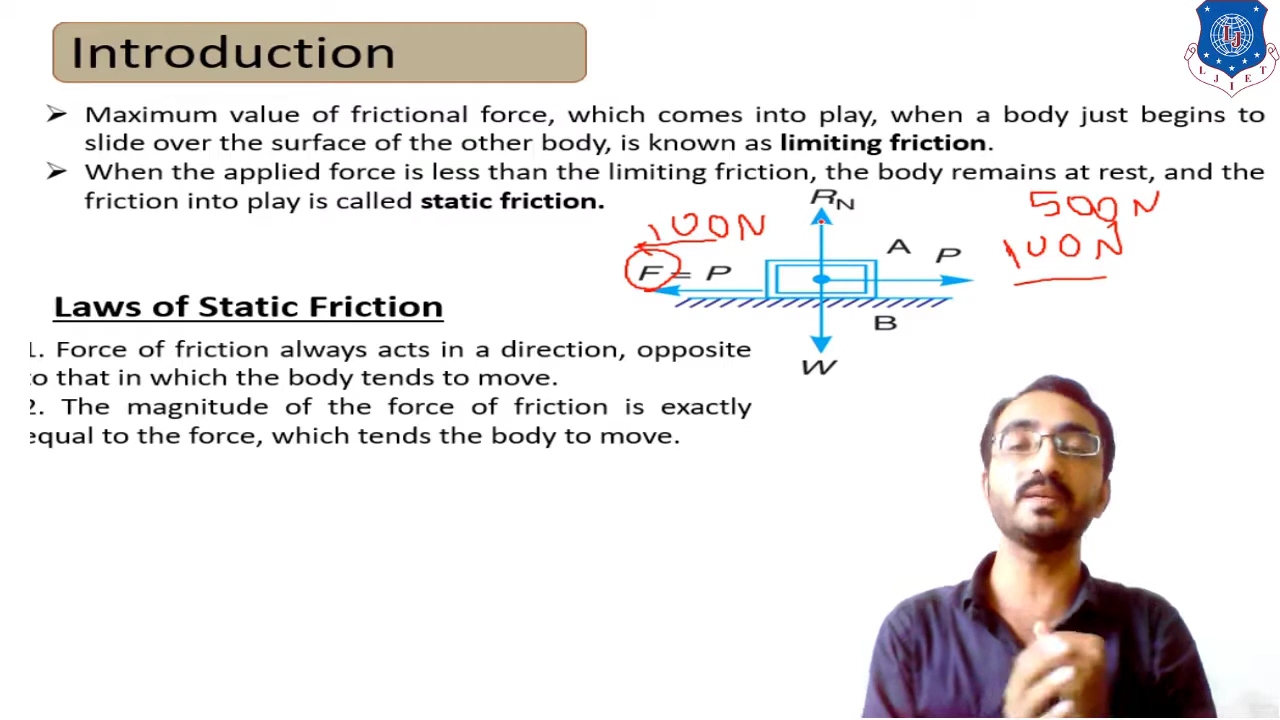 Introduction
LJIET
➢ Maximum value of frictional force, which comes into play, when a body just begins to
slide over the surface of the other body, is known as limiting friction.
➢ When the applied force is less than the limiting friction, the body remains at rest, and the
friction into play is called static friction.
RN
500N
100N
A
P
100N
F = P
B
W
Laws of Static Friction
1. Force of friction always acts in a direction, opposite
to that in which the body tends to move.
2. The magnitude of the force of friction is exactly
equal to the force, which tends the body to move.